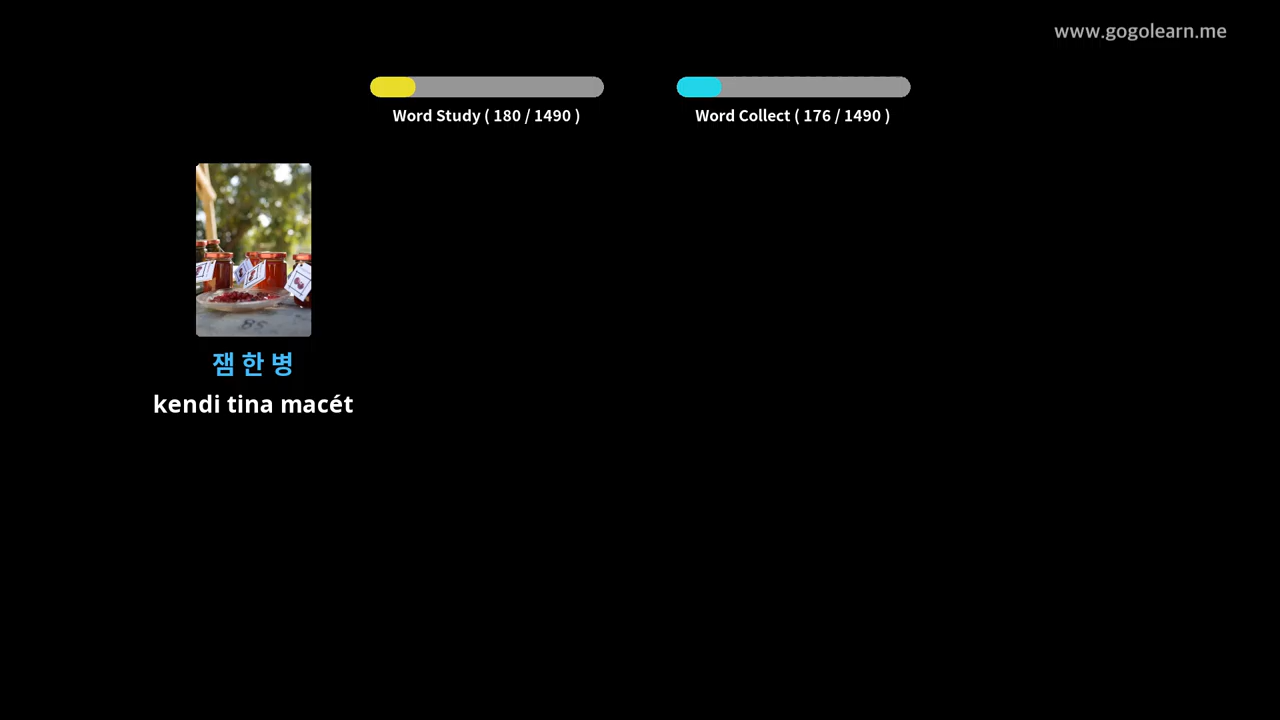 www.gogolearn.me
Word Study ( 180 / 1490 )
Word Collect ( 176 / 1490 )
잼 한 병
kendi tina macét